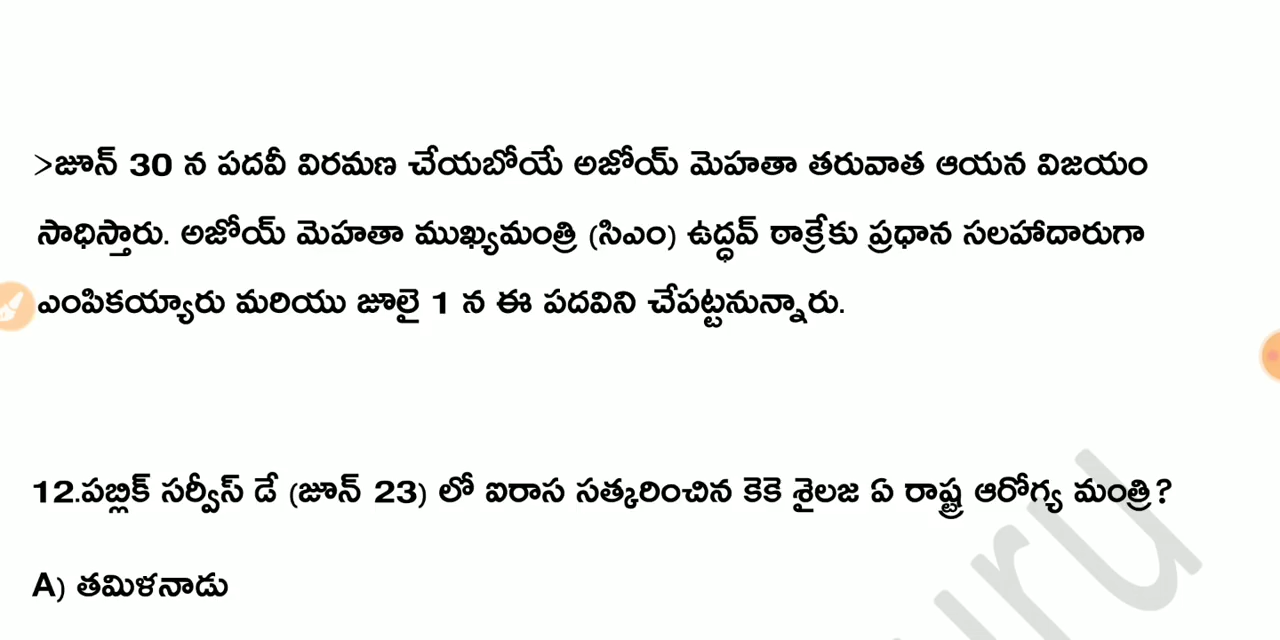 >జూన్ 30 న పదవీ విరమణ చేయబోయే అజోయ్ మెహతా తరువాత ఆయన విజయం
సాధిస్తారు. అజోయ్ మెహతా ముఖ్యమంత్రి (సిఎం) ఉద్ధవ్ ఠాక్రేకు ప్రధాన సలహాదారుగా
ఎంపికయ్యారు మరియు జూలై 1 న ఈ పదవిని చేపట్టనున్నారు.
12.పబ్లిక్ సర్వీస్ డే (జూన్ 23) లో ఐరాస సత్కరించిన కెకె శైలజ ఏ రాష్ట్ర ఆరోగ్య మంత్రి?
A) తమిళనాడు